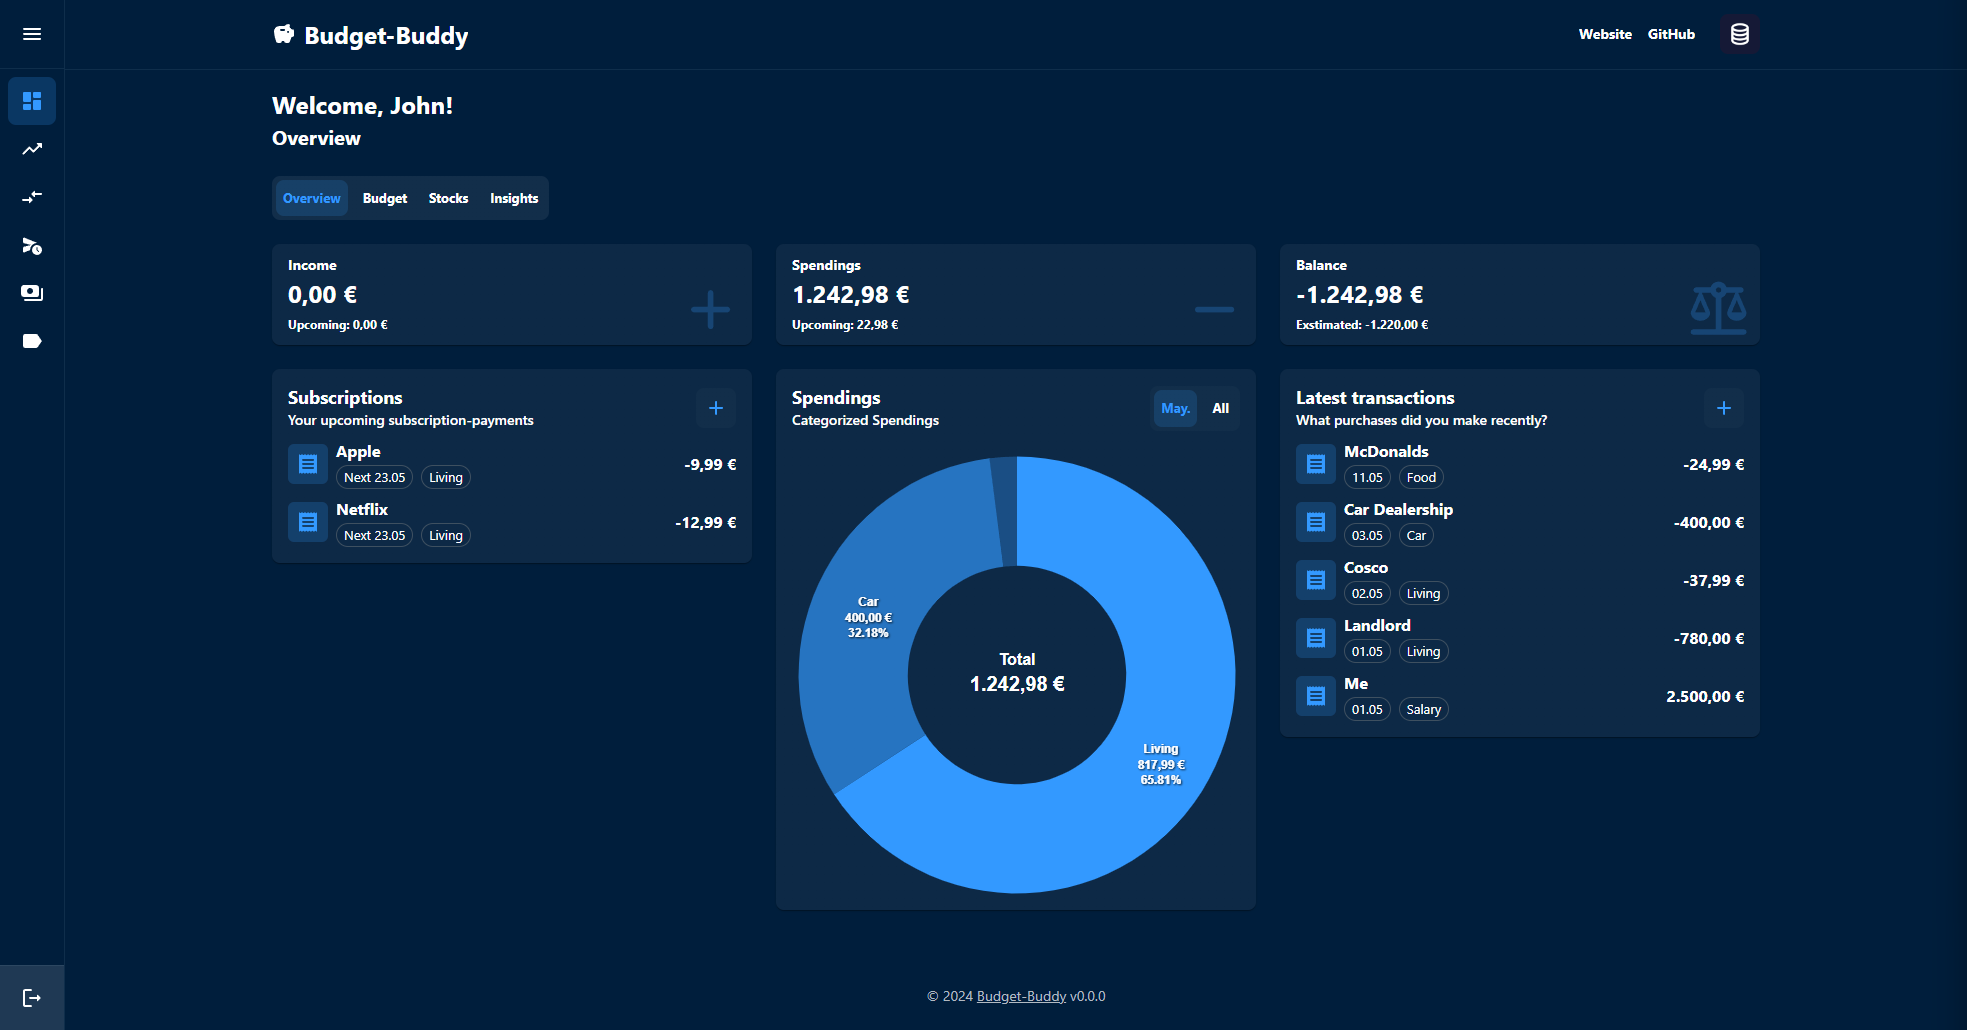 Budget-Buddy
Website GitHub
Welcome, John!
Overview
Overview Budget Stocks Insights
Income
0,00 €
Upcoming: 0,00 €
Spendings
1.242,98 €
Upcoming: 22,98 €
Balance
-1.242,98 €
Exstimated: -1.220,00 €
Subscriptions
Your upcoming subscription-payments
Apple
Next 23.05 Living
-9,99 €
Netflix
Next 23.05 Living
-12,99 €
Spendings
Categorized Spendings
May. All
Car
400,00 €
32.18%
Total
1.242,98 €
Living
817,99 €
65.81%
Latest transactions
What purchases did you make recently?
McDonalds
11.05 Food
-24,99 €
Car Dealership
03.05 Car
-400,00 €
Cosco
02.05 Living
-37,99 €
Landlord
01.05 Living
-780,00 €
Me
01.05 Salary
2.500,00 €
© 2024 Budget-Buddy v0.0.0